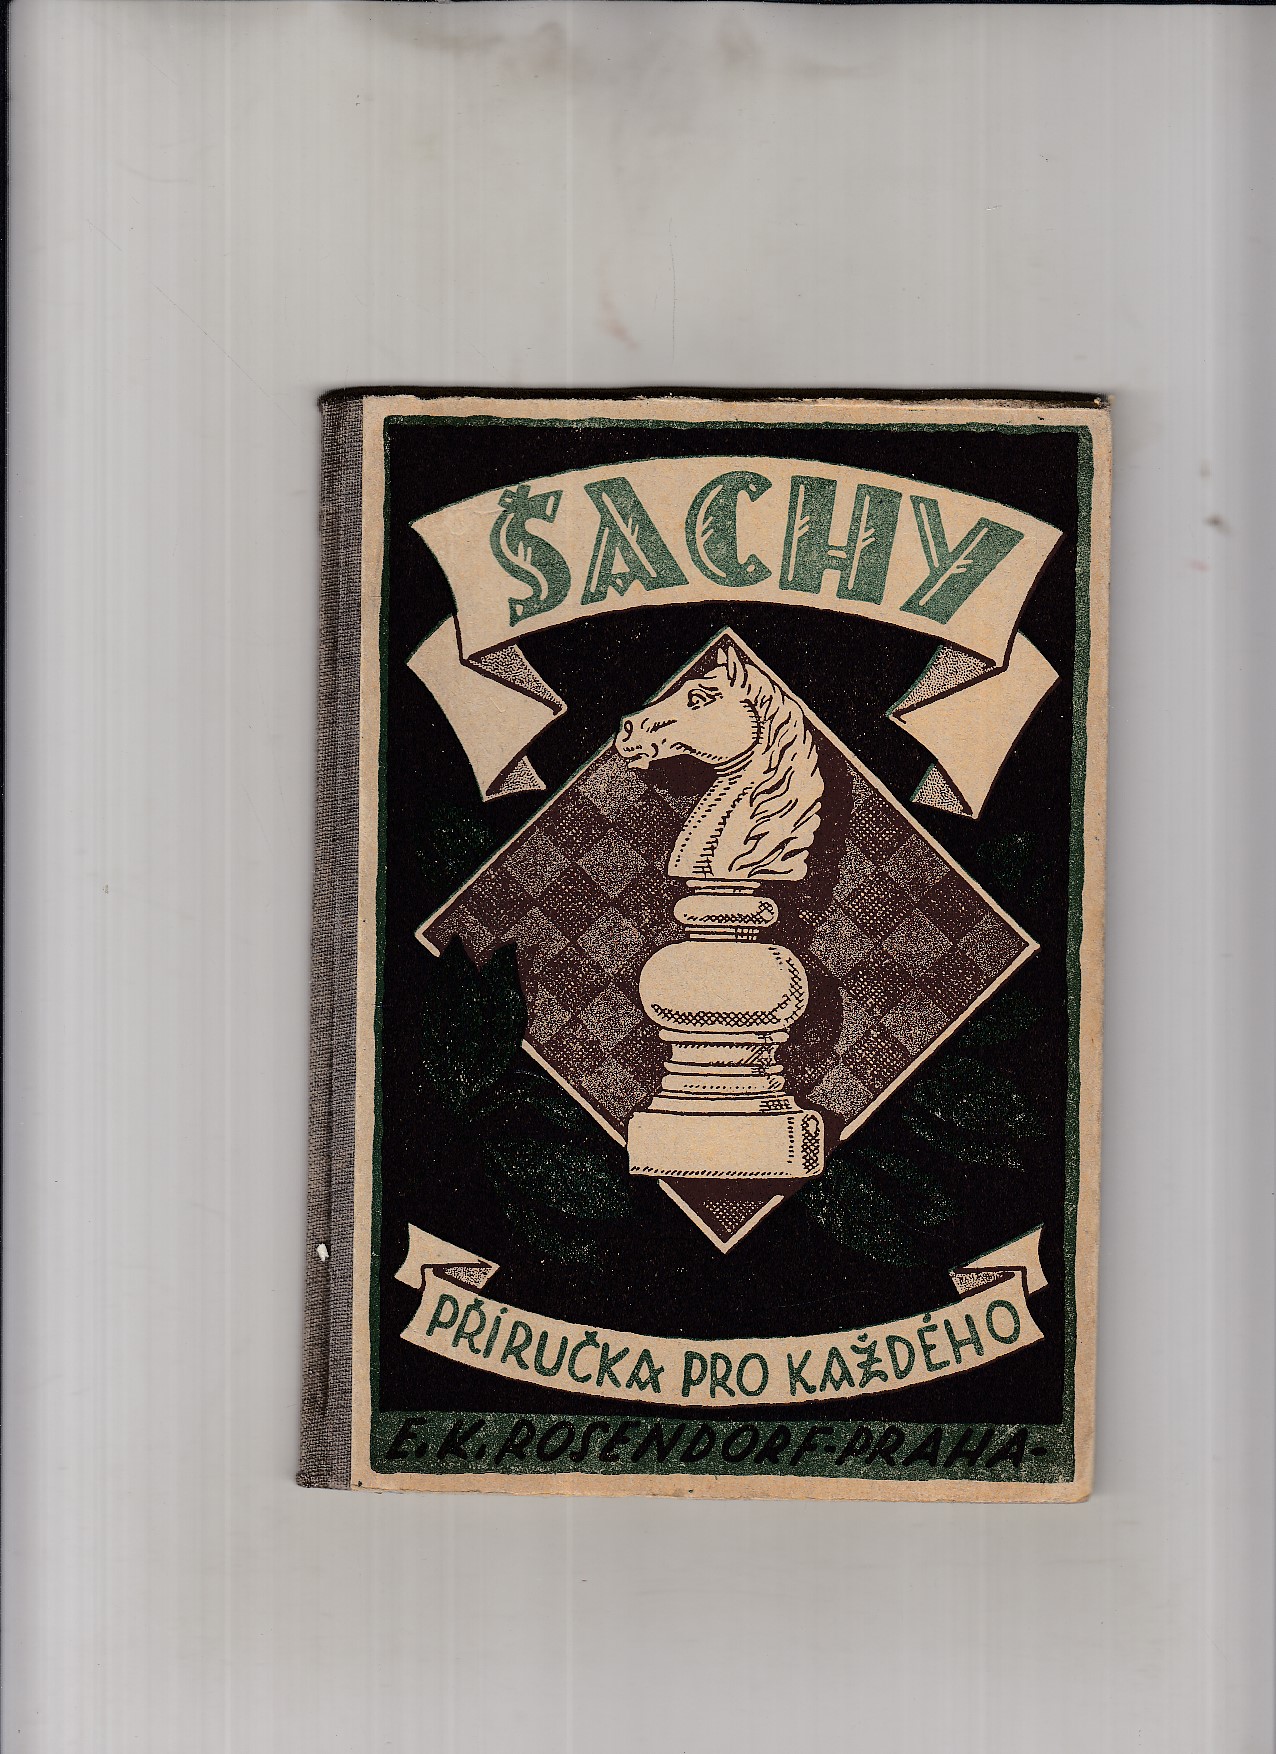 ŠACHY
PŘÍRUČKA PRO KAŽDÉHO
E.K. ROSENDORF-PRAHA-